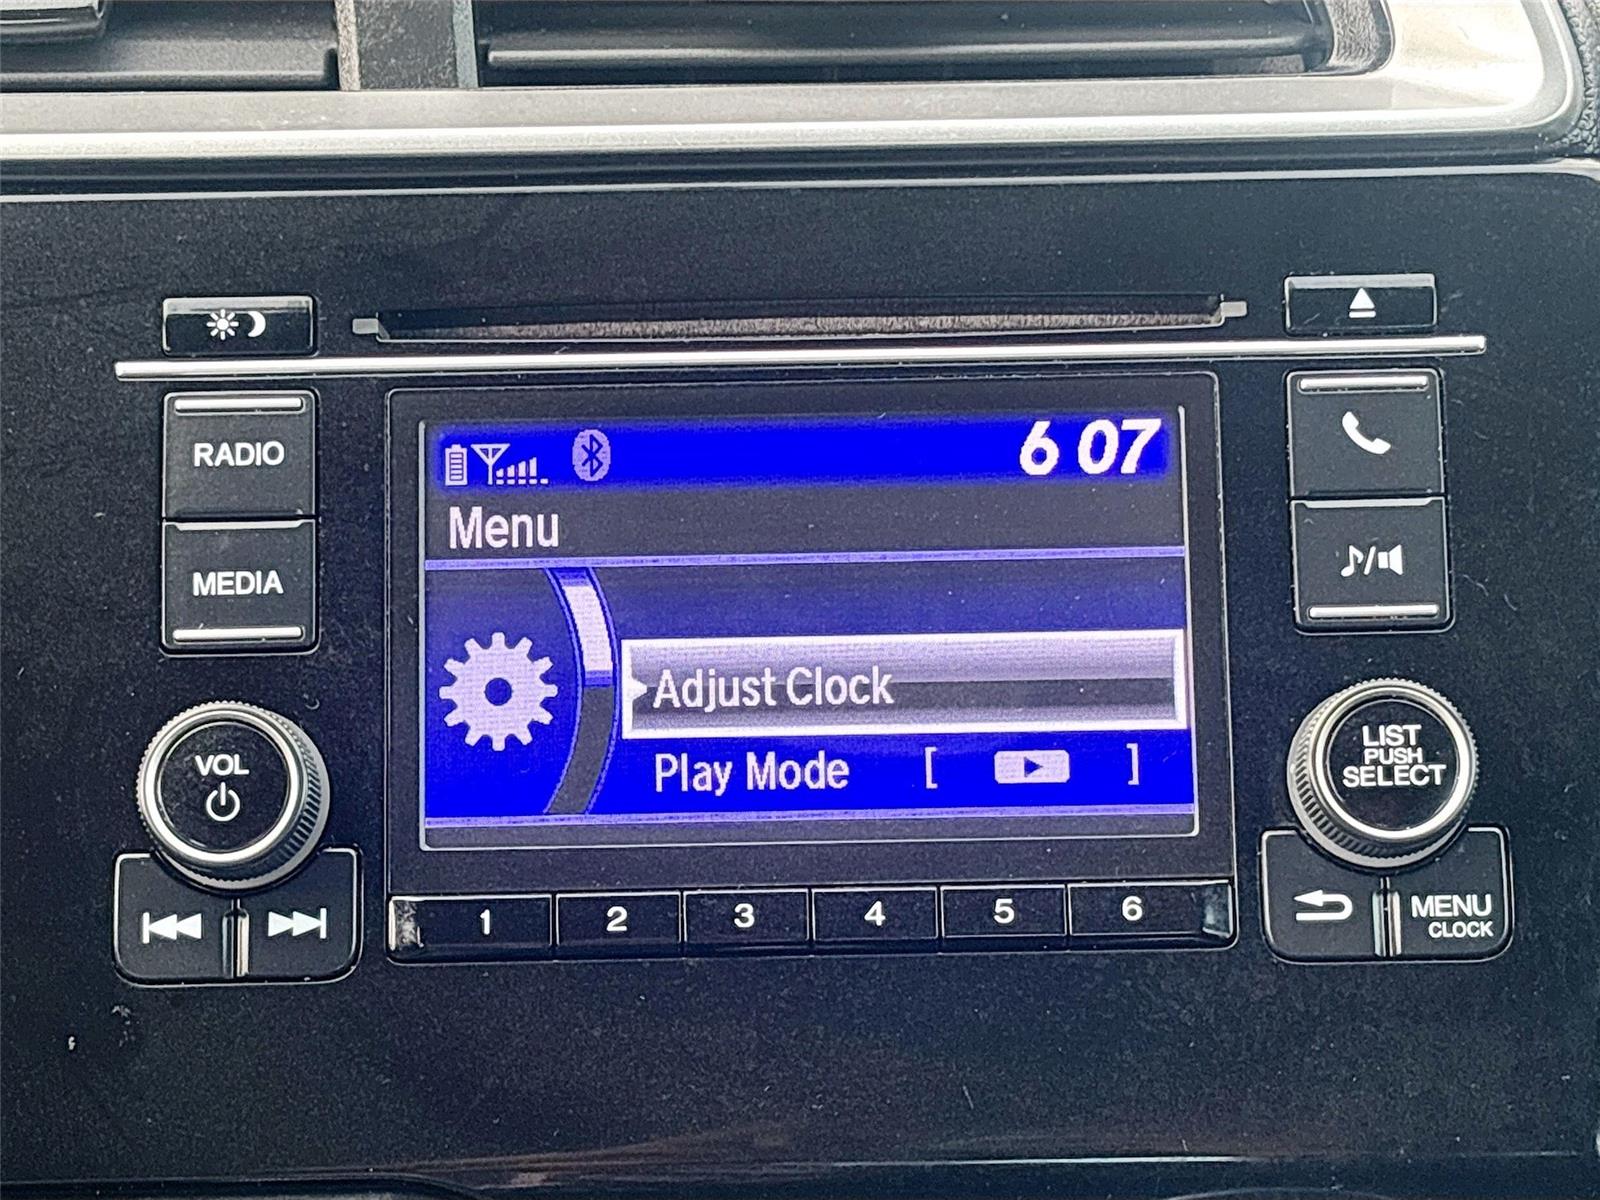 RADIO
MEDIA
VOL
6 07
Menu
Adjust Clock
Play Mode [ ]
1 2 3 4 5 6
LIST
PUSH
SELECT
MENU
CLOCK